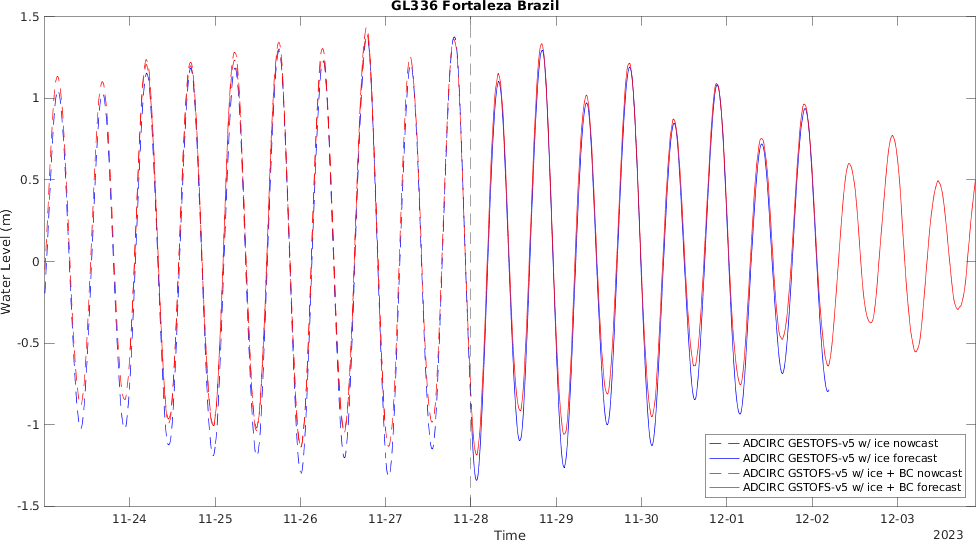 GL336 Fortaleza Brazil
1.5
1
0.5
0
-0.5
-1
-1.5
Water Level (m)
ADCIRC GESTOFS-v5 w/ ice nowcast
ADCIRC GESTOFS-v5 w/ ice forecast
ADCIRC GSTOFS-v5 w/ ice + BC nowcast
ADCIRC GSTOFS-v5 w/ ice + BC forecast
11-24 11-25 11-26 11-27 11-28 11-29 11-30 12-01 12-02 12-03
Time
2023